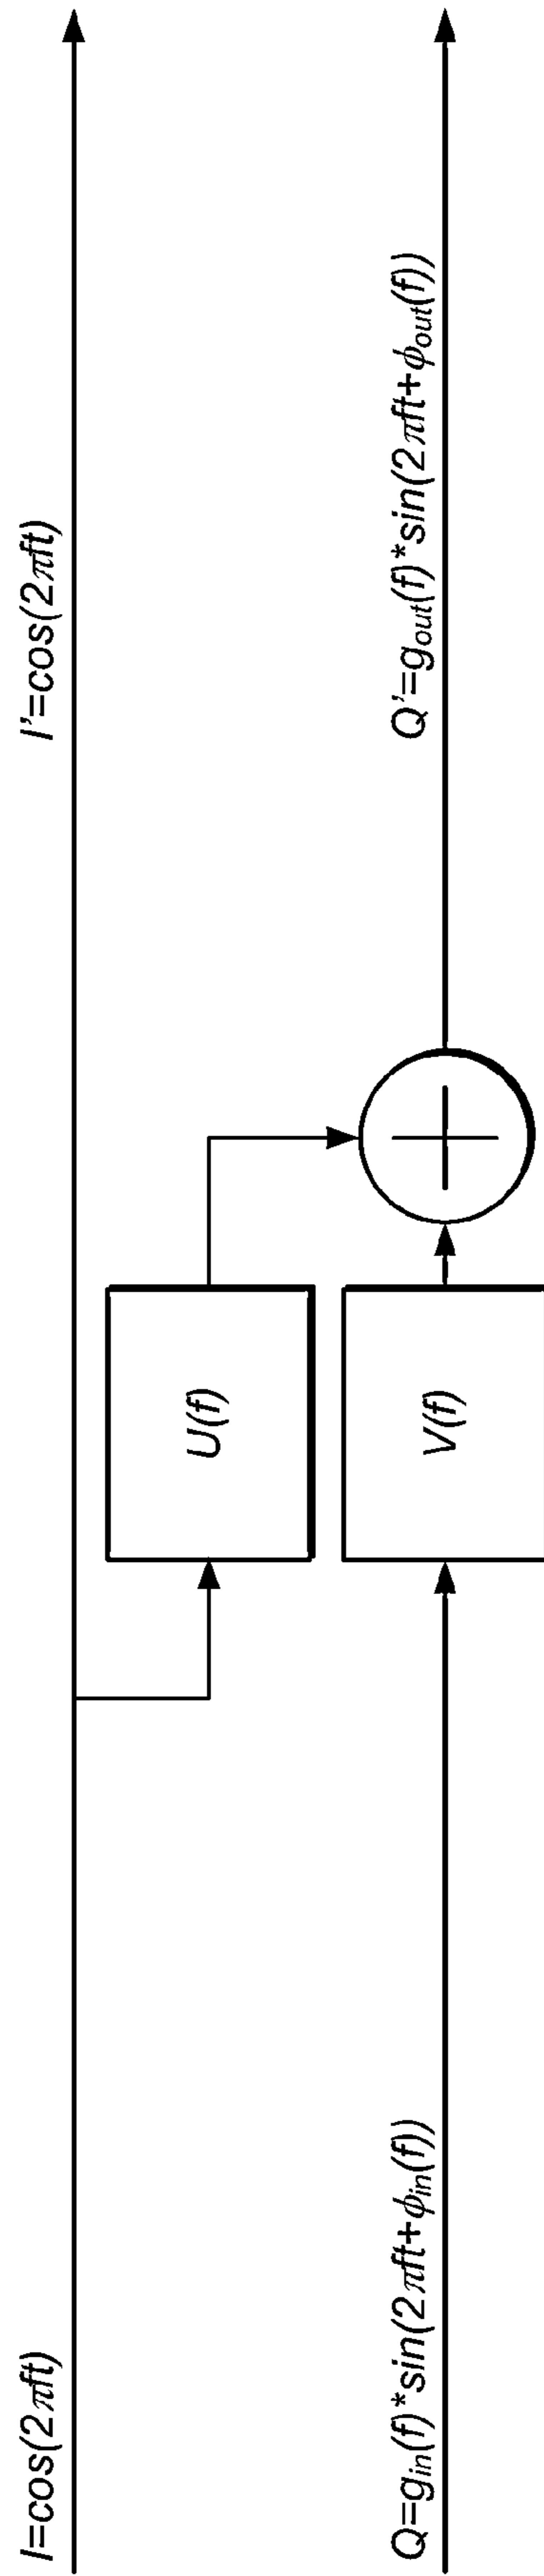 I=cos(2πft)
I'=cos(2πft)
U(f)
V(f)
Q=g_in(f)*sin(2πft+ϕ_in(f))
Q'=g_out(f)*sin(2πft+ϕ_out(f))